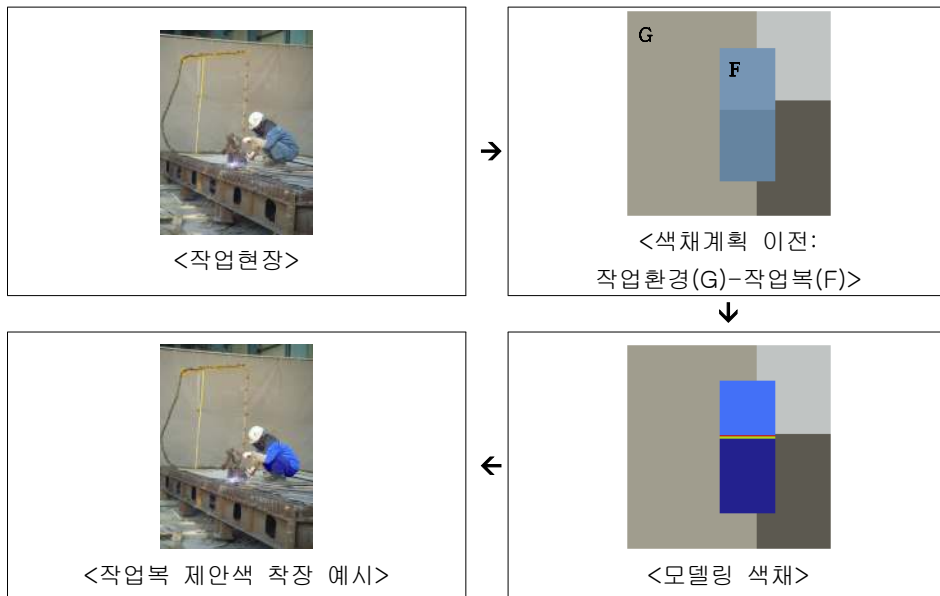 <작업현장>
G
F
<색채계획 이전:
작업환경(G)-작업복(F)>
<작업복 제안색 착장 예시>
<모델링 색채>